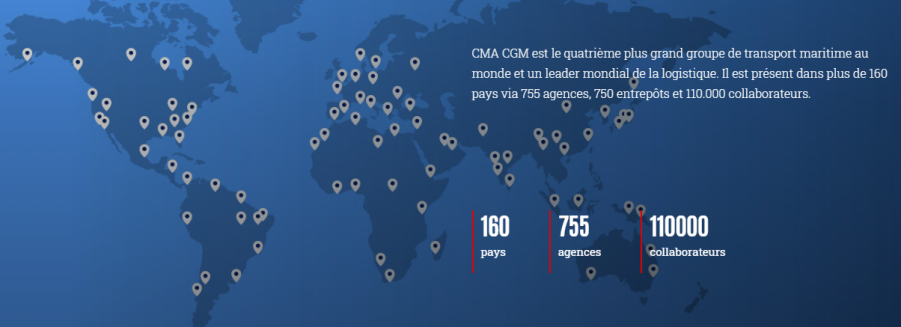 CMA CGM est le quatrième plus grand groupe de transport maritime au
monde et un leader mondial de la logistique. Il est présent dans plus de 160
pays via 755 agences, 750 entrepôts et 110.000 collaborateurs.
160
755
110000
pays
agences
collaborateurs